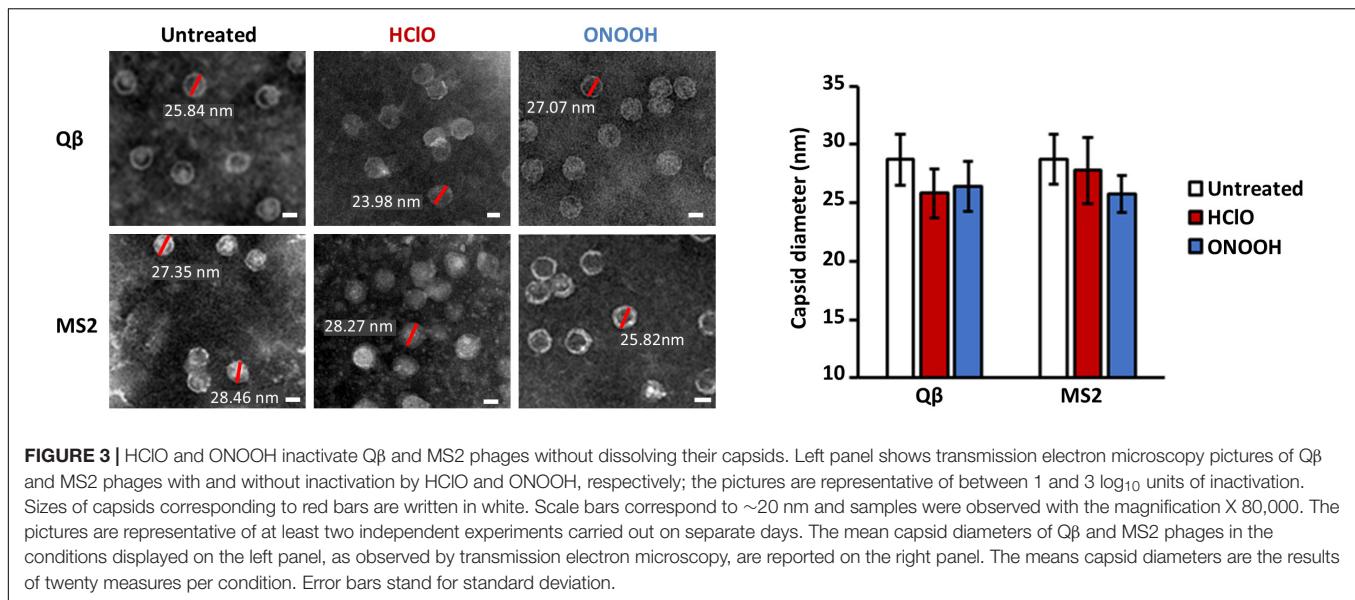 Untreated
HClO
ONOOH
Qβ
25.84 nm
23.98 nm
27.07 nm
MS2
27.35 nm
28.46 nm
28.27 nm
25.82nm
Capsid diameter (nm)
35
30
25
20
15
10
Qβ
MS2
Untreated
HClO
ONOOH
FIGURE 3 | HClO and ONOOH inactivate Qβ and MS2 phages without dissolving their capsids. Left panel shows transmission electron microscopy pictures of Qβ
and MS2 phages with and without inactivation by HClO and ONOOH, respectively; the pictures are representative of between 1 and 3 log10 units of inactivation.
Sizes of capsids corresponding to red bars are written in white. Scale bars correspond to ~20 nm and samples were observed with the magnification X 80,000. The
pictures are representative of at least two independent experiments carried out on separate days. The mean capsid diameters of Qβ and MS2 phages in the
conditions displayed on the left panel, as observed by transmission electron microscopy, are reported on the right panel. The means capsid diameters are the results
of twenty measures per condition. Error bars stand for standard deviation.